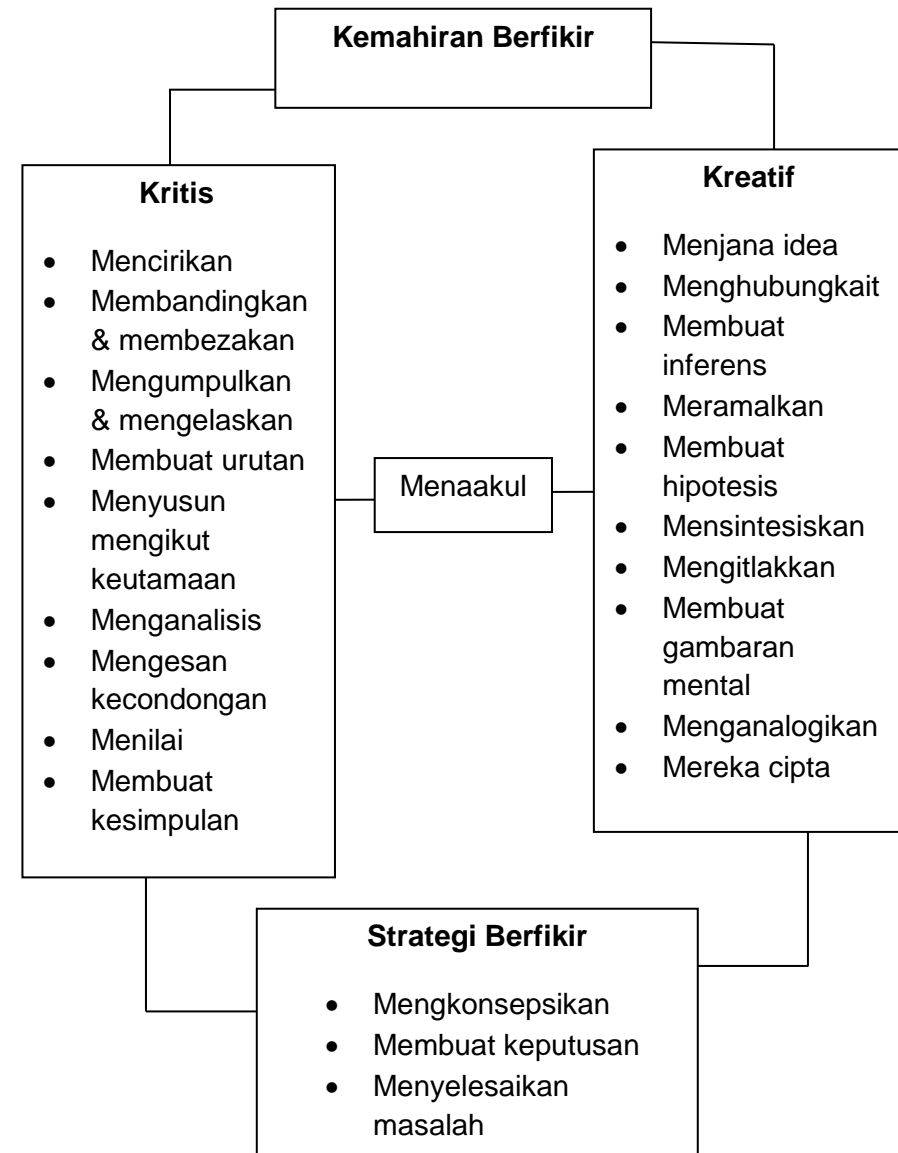 Kemahiran Berfikir
Kritis
• Mencirikan
• Membandingkan
& membezakan
• Mengumpulkan
& mengelaskan
• Membuat urutan
• Menyusun
mengikut
keutamaan
• Menganalisis
• Mengesan
kecondongan
• Menilai
• Membuat
kesimpulan
Menaakul
Kreatif
• Menjana idea
• Menghubungkait
• Membuat
inferens
• Meramalkan
• Membuat
hipotesis
• Mensintesiskan
• Mengitlakkan
• Membuat
gambaran
mental
• Menganalogikan
• Mereka cipta
Strategi Berfikir
• Mengkonsepsikan
• Membuat keputusan
• Menyelesaikan
masalah